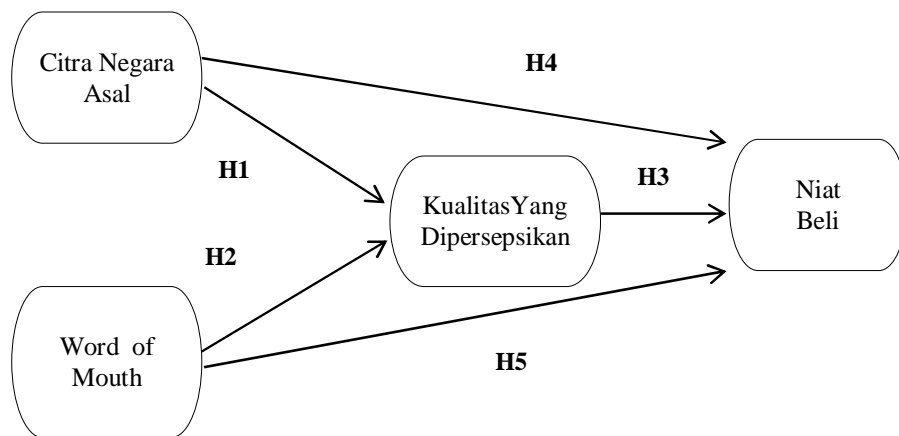 Citra Negara
Asal
H4
H1
H3
KualitasYang
Dipersepsikan
Niat
Beli
H2
Word of
Mouth
H5